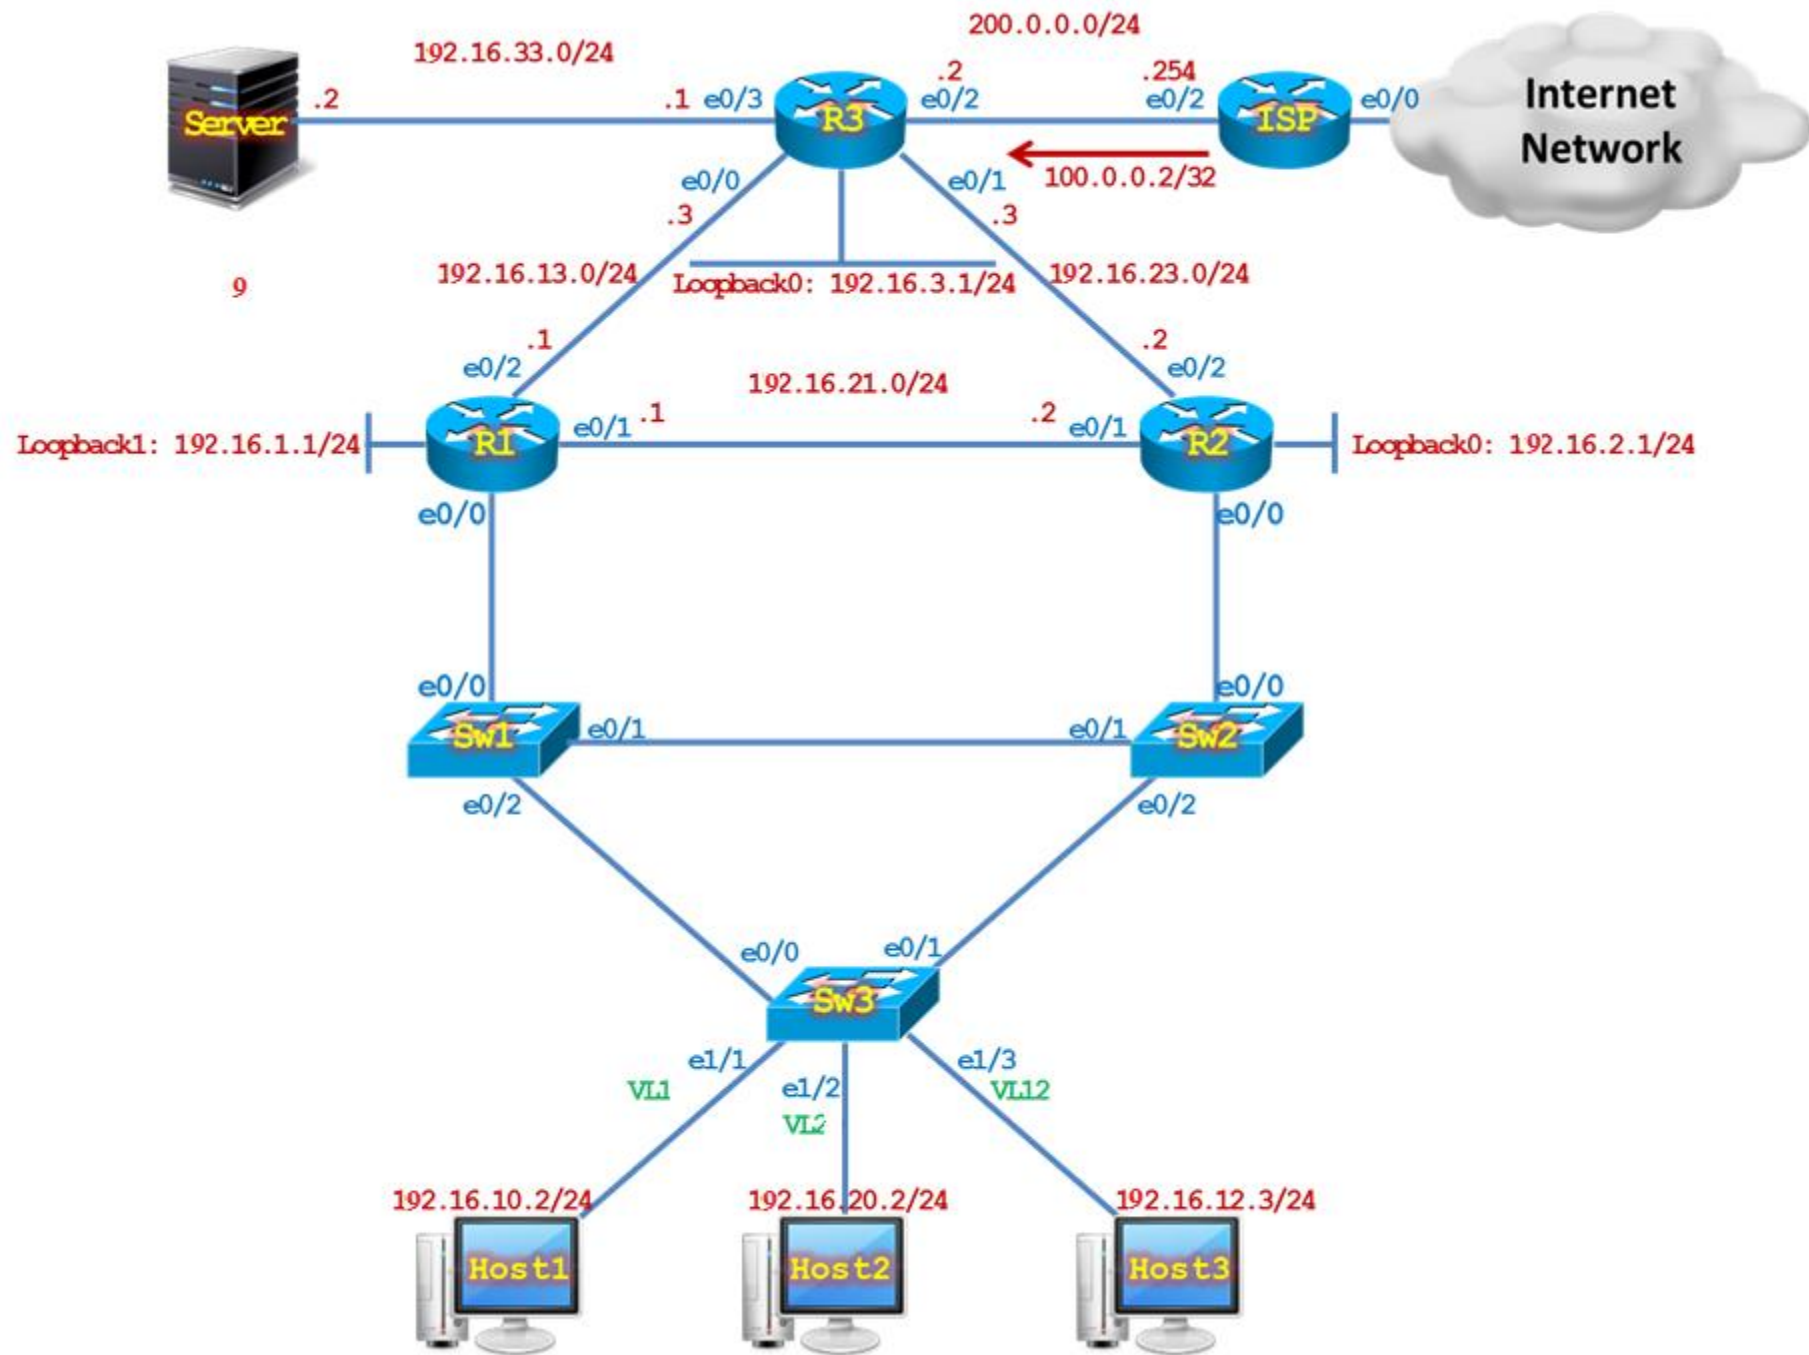 200.0.0.0/24
192.16.33.0/24
.2
.1
e0/3
R3
.2
e0/2
.254
e0/2
ISP
e0/0
Internet
Network
Server
100.0.0.2/32
e0/0
e0/1
.3
.3
192.16.13.0/24
Loopback0: 192.16.3.1/24
192.16.23.0/24
9
.1
.2
e0/2
e0/2
192.16.21.0/24
Loopback1: 192.16.1.1/24
R1
e0/1
.1
.2
e0/1
R2
Loopback0: 192.16.2.1/24
e0/0
e0/0
e0/0
e0/0
Sw1
e0/1
e0/1
Sw2
e0/2
e0/2
e0/0
e0/1
Sw3
e1/1
e1/2
e1/3
VL1
VL2
VL12
192.16.10.2/24
192.16.20.2/24
192.16.12.3/24
Host1
Host2
Host3